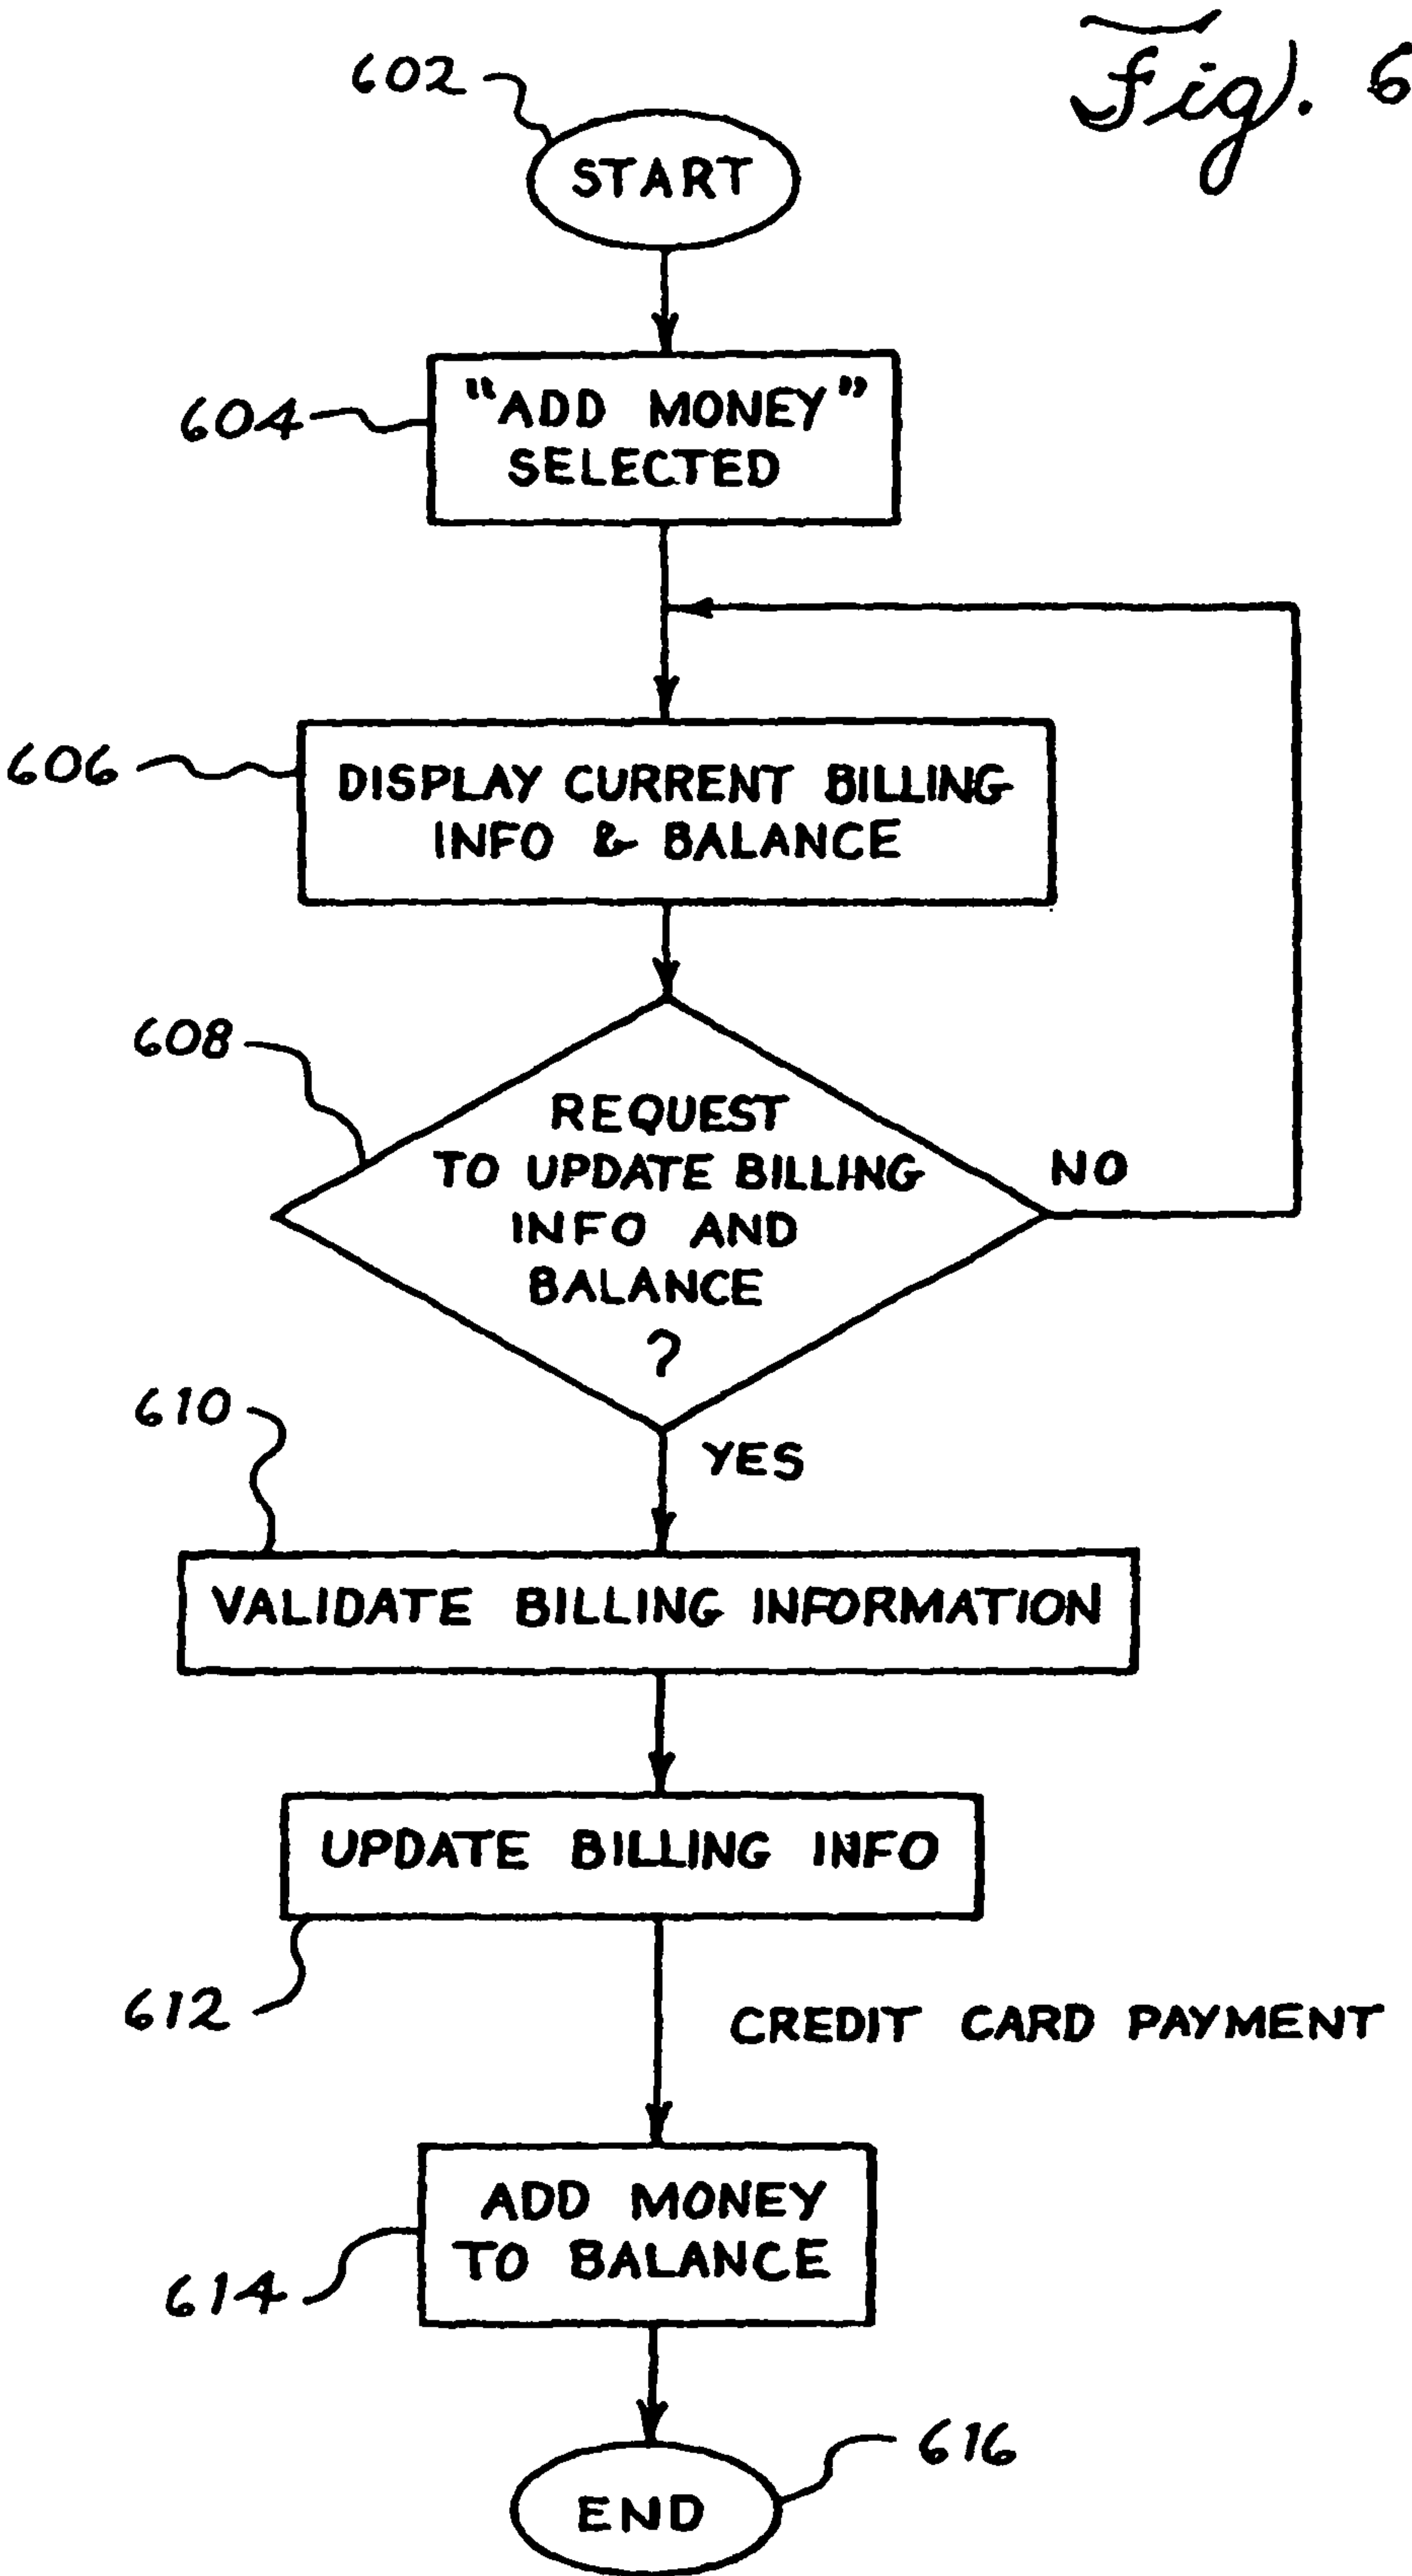 Fig. 6
602
START
604
"ADD MONEY"
SELECTED
606
DISPLAY CURRENT BILLING
INFO & BALANCE
608
REQUEST
TO UPDATE BILLING
INFO AND
BALANCE
?
NO
YES
610
VALIDATE BILLING INFORMATION
UPDATE BILLING INFO
612
CREDIT CARD PAYMENT
ADD MONEY
TO BALANCE
614
616
END